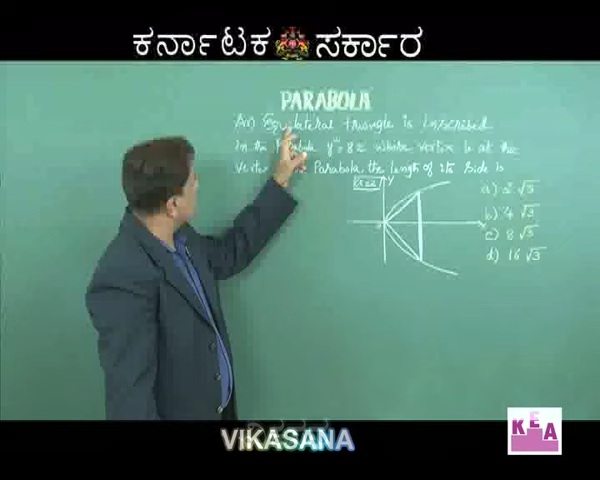 ಕರ್ನಾಟಕ ಸರ್ಕಾರ
PARABOLA
An Equilateral triangle is Inscribed
In the Parabola y² = 8x whose vertex is at the
vertex Parabola, the length of its side is
y
a) 2√3
b) 4√3
c) 8√3
d) 16√3
VIKASANA
KEA